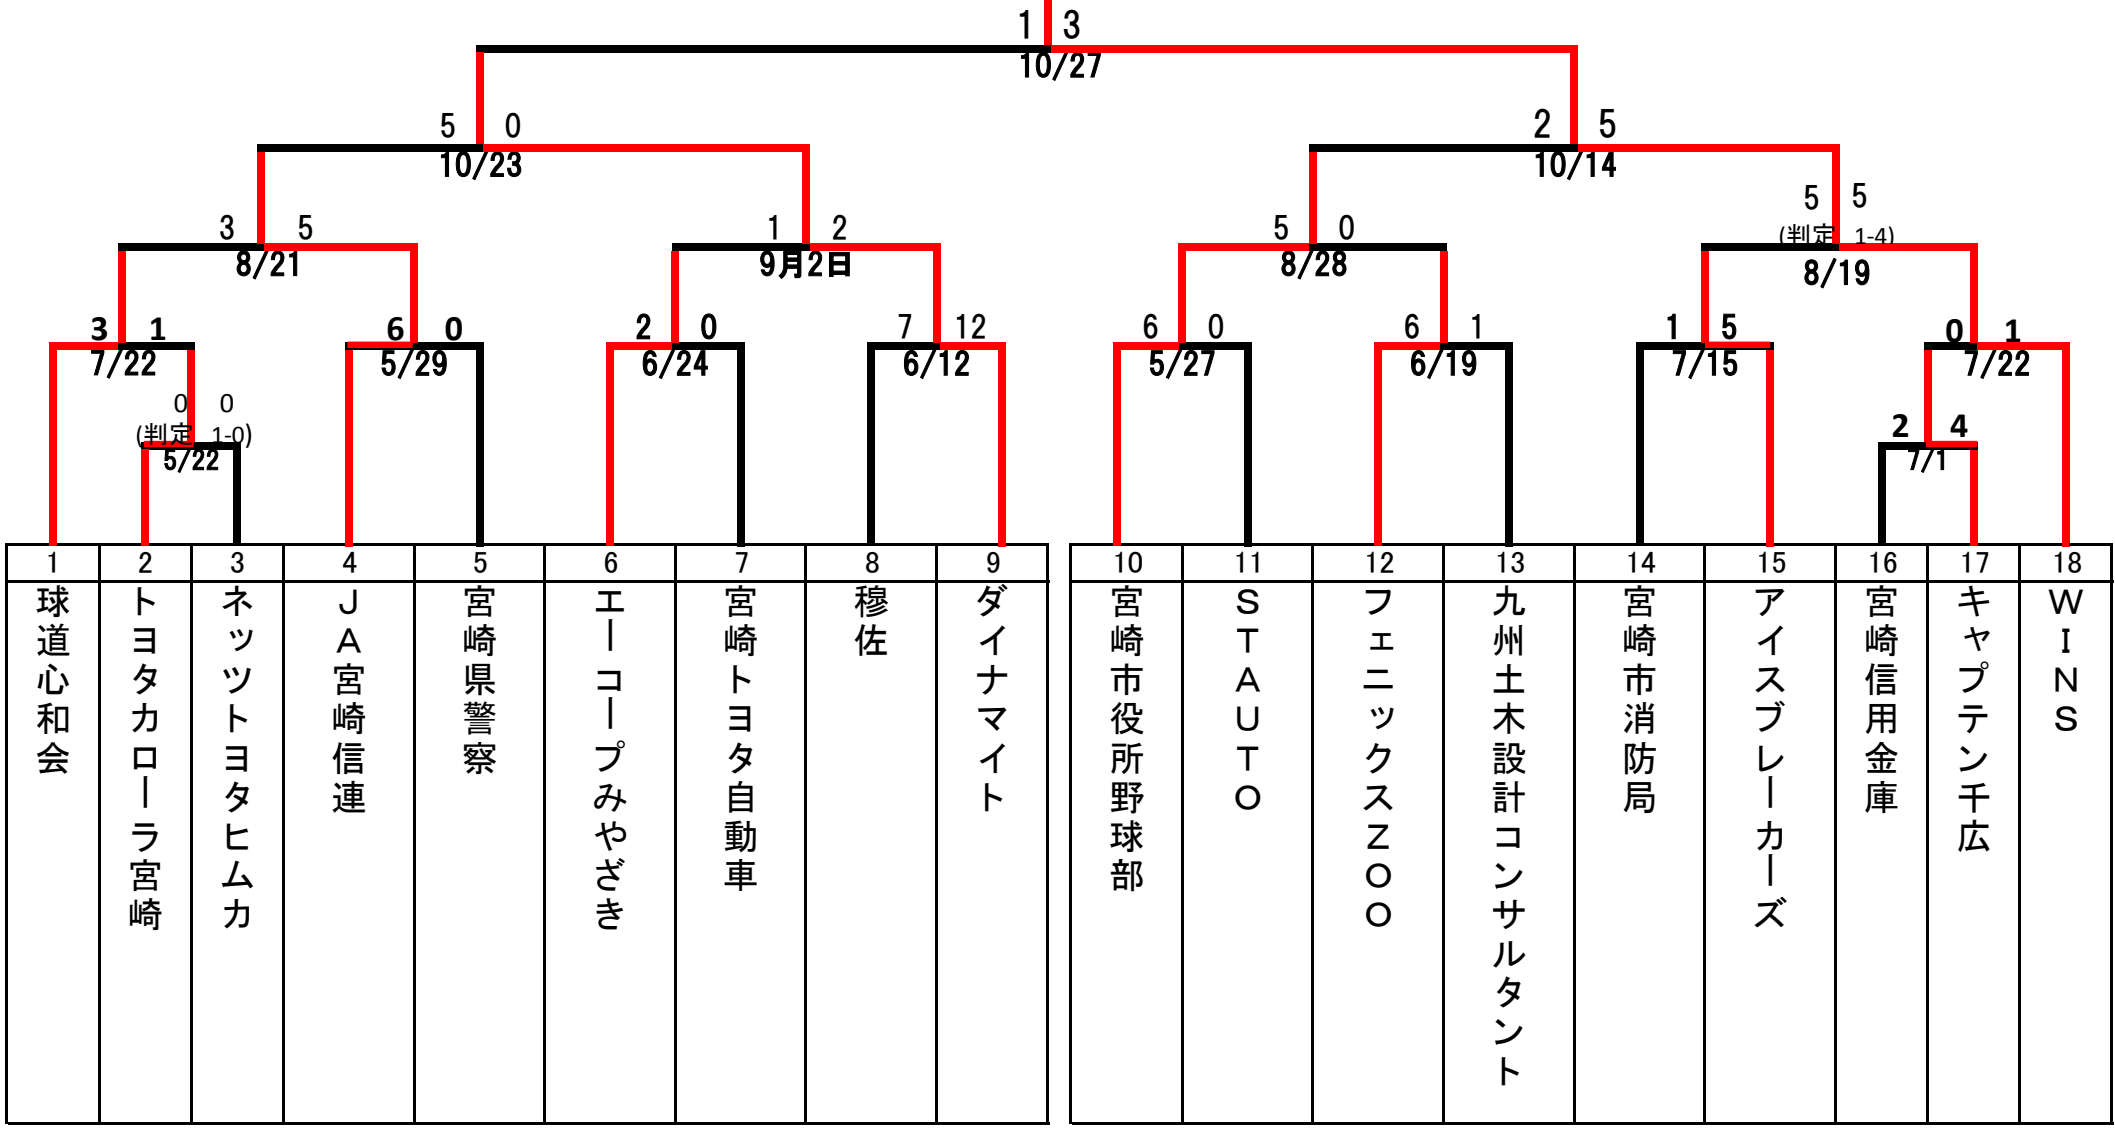 1 3
10/27
5 0
10/23
2 5
10/14
3 5
8/21
1 2
9月2日
5 0
8/28
5 5
(判定 1-4)
8/19
3 1
7/22
6 0
5/29
2 0
6/24
7 12
6/12
6 0
5/27
6 1
6/19
1 5
7/15
0 1
7/22
0 0
(判定 1-0)
5/22
2 4
7/1
1 2 3 4 5 6 7 8 9 10 11 12 13 14 15 16 17 18
球道心和会
トヨタカローラ宮崎
ネッツトヨタヒムカ
JA宮崎信連
宮崎県警察
エーコープみやざき
宮崎トヨタ自動車
穆佐
ダイナマイト
宮崎市役所野球部
STAUTO
フェニックスZOO
九州土木設計コンサルタント
宮崎市消防局
アイスブレーカーズ
宮崎信用金庫
キャプテン千広
WINS